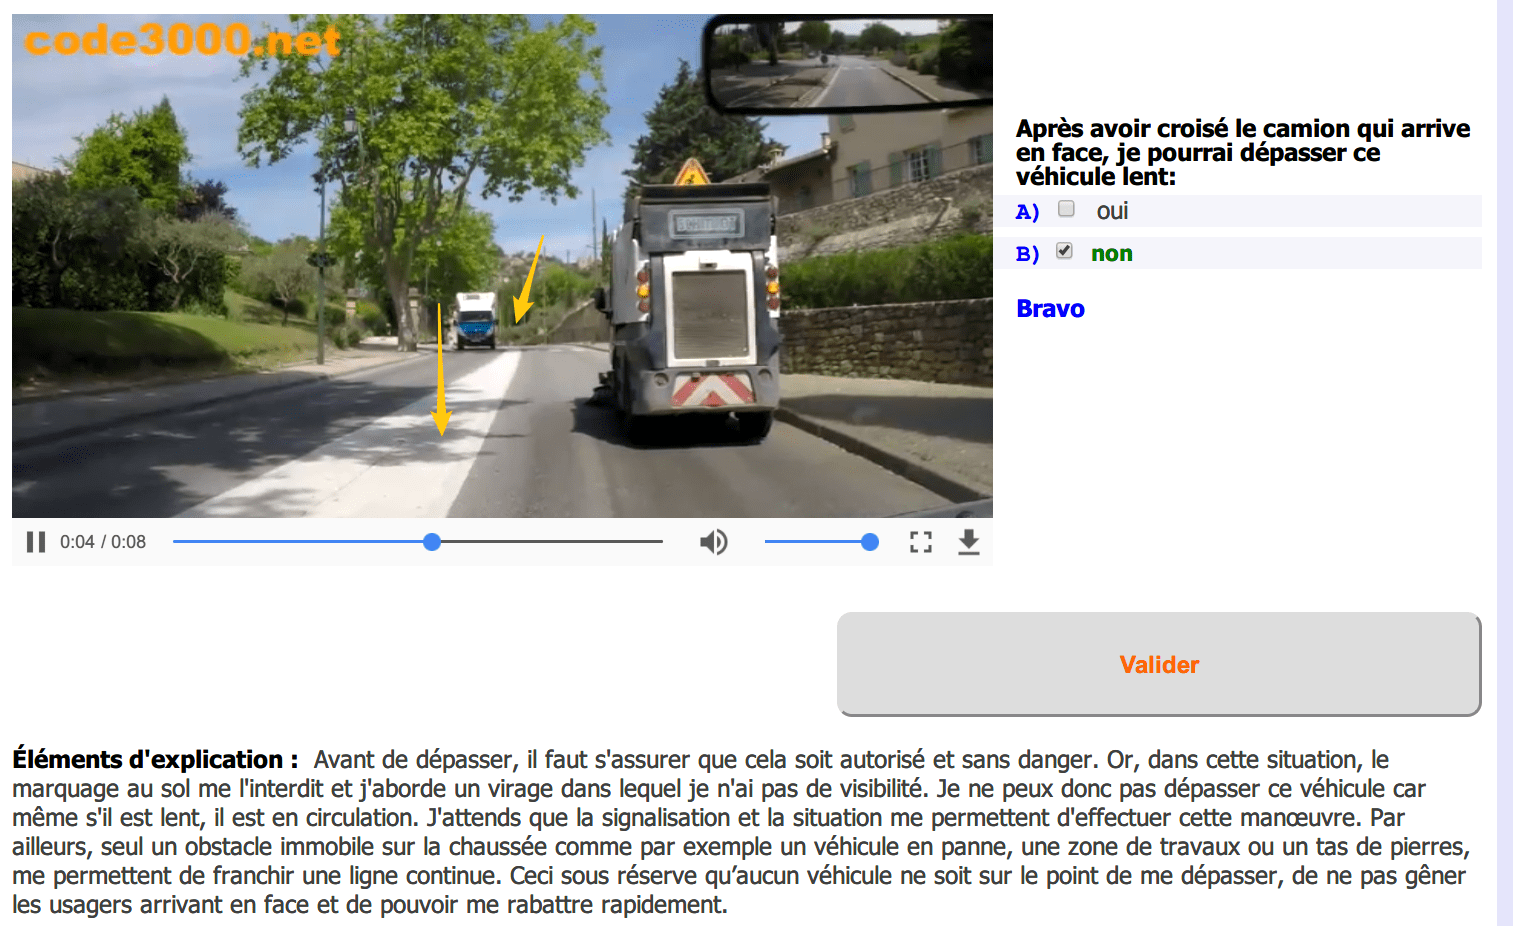 code3000.net
Après avoir croisé le camion qui arrive
en face, je pourrai dépasser ce
véhicule lent:
A) oui
B) non
Bravo
0:04 / 0:08
Valider
Éléments d'explication : Avant de dépasser, il faut s'assurer que cela soit autorisé et sans danger. Or, dans cette situation, le
marquage au sol me l'interdit et j'aborde un virage dans lequel je n'ai pas de visibilité. Je ne peux donc pas dépasser ce véhicule car
même s'il est lent, il est en circulation. J'attends que la signalisation et la situation me permettent d'effectuer cette manœuvre. Par
ailleurs, seul un obstacle immobile sur la chaussée comme par exemple un véhicule en panne, une zone de travaux ou un tas de pierres,
me permettent de franchir une ligne continue. Ceci sous réserve qu’aucun véhicule ne soit sur le point de me dépasser, de ne pas gêner
les usagers arrivant en face et de pouvoir me rabattre rapidement.